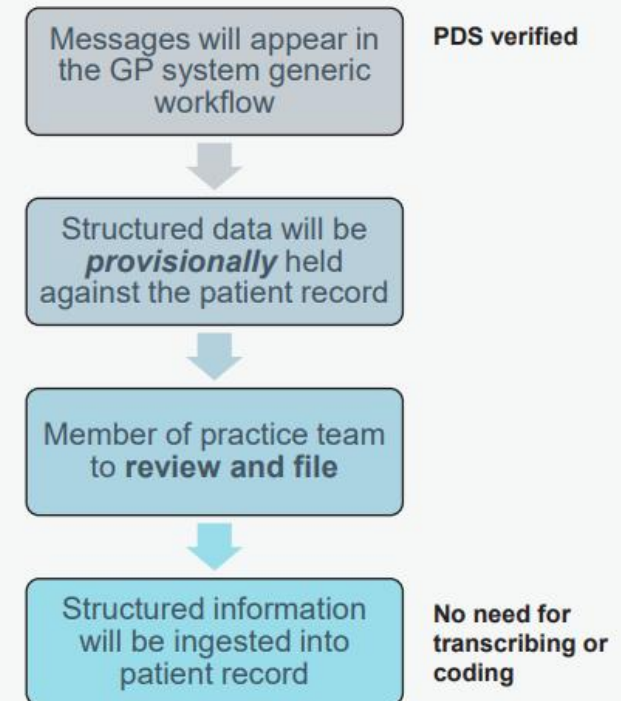 Messages will appear in
the GP system generic
workflow
PDS verified
Structured data will be
provisionally held
against the patient record
Member of practice team
to review and file
Structured information
will be ingested into
patient record
No need for
transcribing or
coding